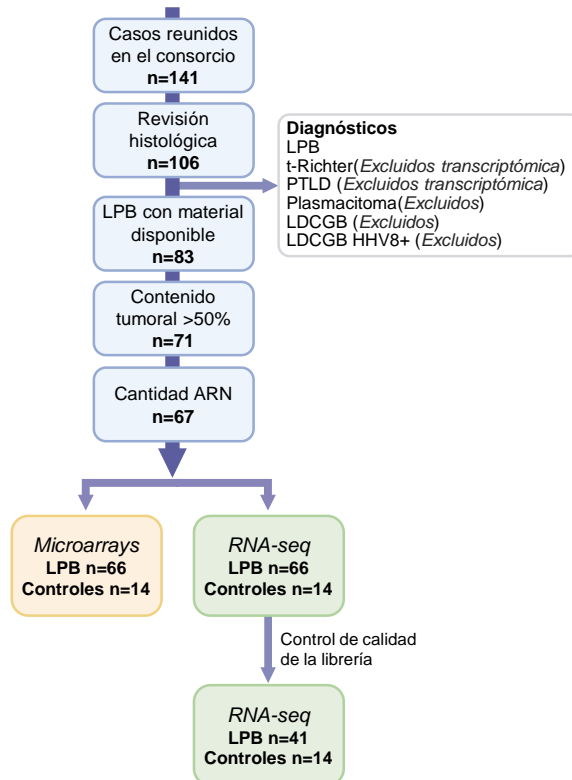 Casos reunidos
en el consorcio
n=141
Revisión
histológica
n=106
Diagnósticos
LPB
t-Richter(Excluidos transcriptómica)
PTLD (Excluidos transcriptómica)
Plasmacitoma(Excluidos)
LDCGB (Excluidos)
LDCGB HHV8+ (Excluidos)
LPB con material
disponible
n=83
Contenido
tumoral >50%
n=71
Cantidad ARN
n=67
Microarrays
LPB n=66
Controles n=14
RNA-seq
LPB n=66
Controles n=14
Control de calidad
de la librería
RNA-seq
LPB n=41
Controles n=14